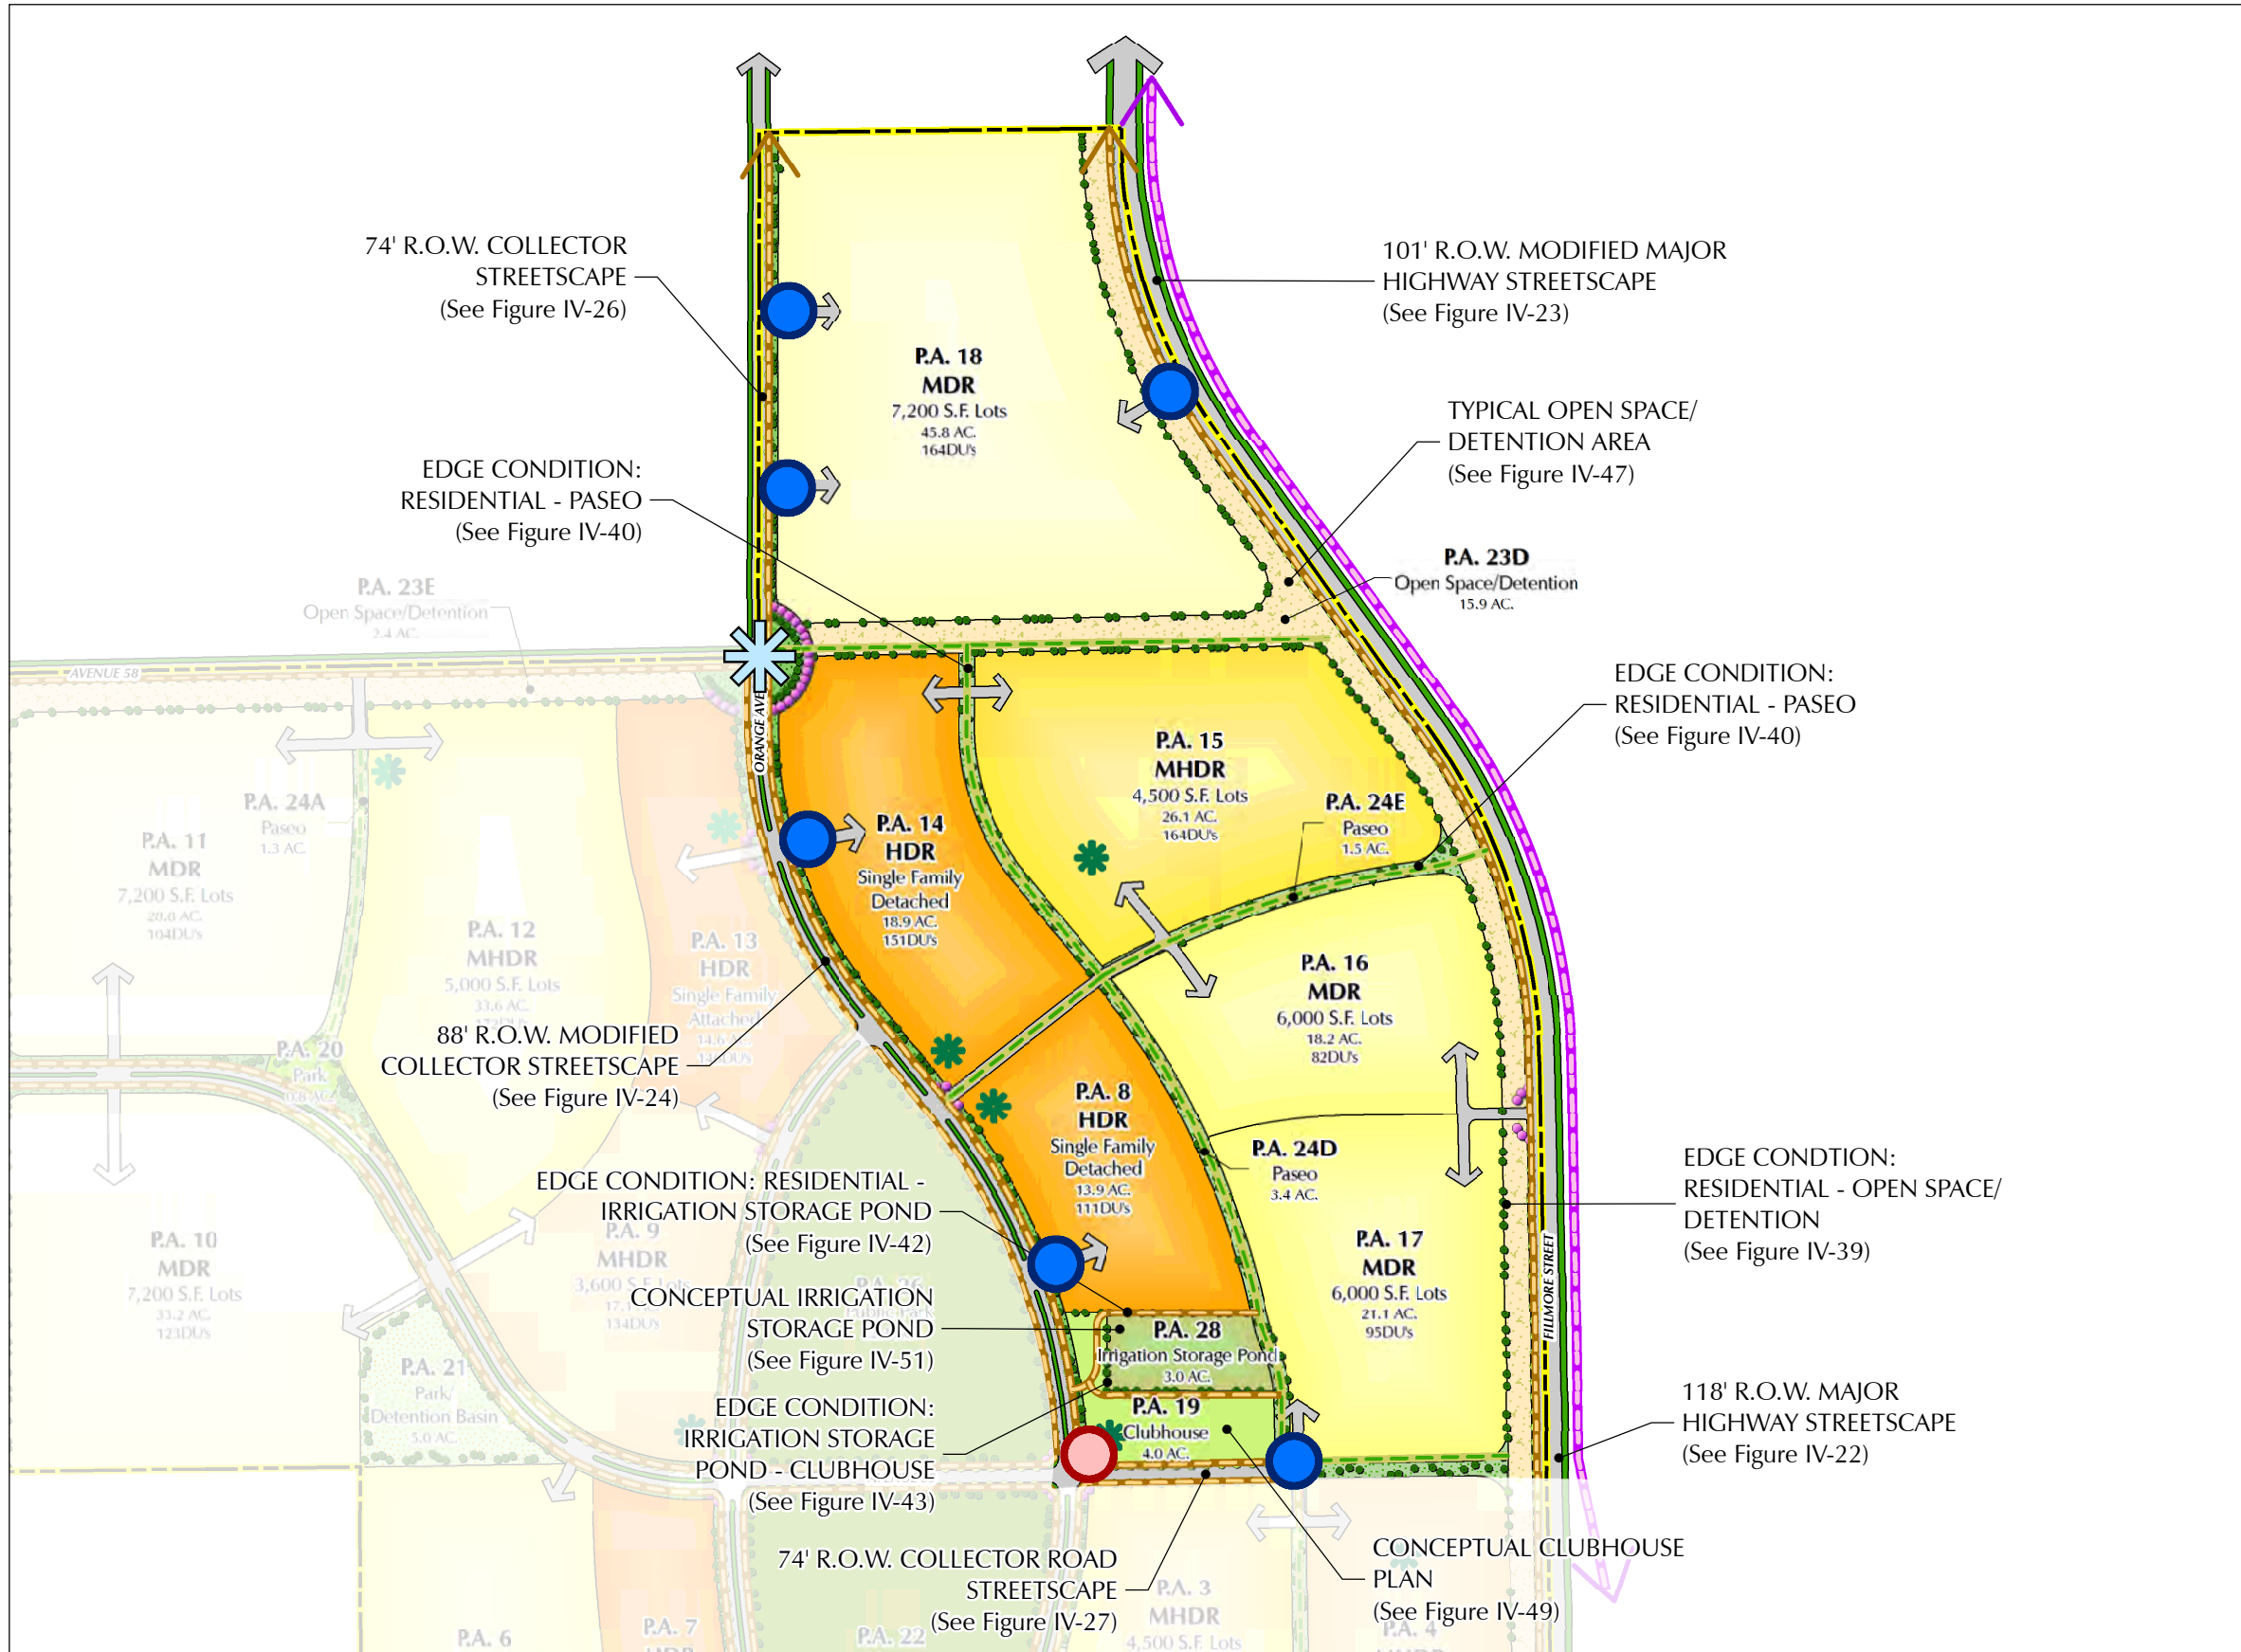 74' R.O.W. COLLECTOR
STREETSCAPE
(See Figure IV-26)
101' R.O.W. MODIFIED MAJOR
HIGHWAY STREETSCAPE
(See Figure IV-23)
P.A. 18
MDR
7,200 S.F. Lots
45.8 AC.
164DU's
TYPICAL OPEN SPACE/
DETENTION AREA
(See Figure IV-47)
EDGE CONDITION:
RESIDENTIAL - PASEO
(See Figure IV-40)
P.A. 23D
Open Space/Detention
15.9 AC.
P.A. 23E
Open Space/Detention
2.4 AC.
AVENUE 58
ORANGE AVE
EDGE CONDITION:
RESIDENTIAL - PASEO
(See Figure IV-40)
P.A. 15
MHDR
4,500 S.F. Lots
26.1 AC.
164DU's
P.A. 24E
Paseo
1.5 AC.
P.A. 24A
Paseo
1.3 AC.
P.A. 14
HDR
Single Family
Detached
18.9 AC.
151DU's
P.A. 11
MDR
7,200 S.F. Lots
104DU's
P.A. 12
MHDR
5,000 S.F. Lots
33.6 AC.
P.A. 13
HDR
Single Family
Attached
14.6 AC.
P.A. 16
MDR
6,000 S.F. Lots
18.2 AC.
82DU's
88' R.O.W. MODIFIED
COLLECTOR STREETSCAPE
(See Figure IV-24)
P.A. 20
Park
0.8 AC.
P.A. 8
HDR
Single Family
Detached
13.9 AC.
111DU's
P.A. 24D
Paseo
3.4 AC.
EDGE CONDTION:
RESIDENTIAL - OPEN SPACE/
DETENTION
(See Figure IV-39)
EDGE CONDITION: RESIDENTIAL -
IRRIGATION STORAGE POND
(See Figure IV-42)
P.A. 10
MDR
7,200 S.F. Lots
33.2 AC.
123DU's
P.A. 9
MHDR
3,600 S.F. Lots
134DU's
P.A. 26
Public Park
P.A. 17
MDR
6,000 S.F. Lots
21.1 AC.
95DU's
FILLMORE STREET
CONCEPTUAL IRRIGATION
STORAGE POND
(See Figure IV-51)
P.A. 28
Irrigation Storage Pond
3.0 AC.
P.A. 21
Park/
Detention Basin
5.0 AC.
EDGE CONDITION:
IRRIGATION STORAGE
POND - CLUBHOUSE
(See Figure IV-43)
P.A. 19
Clubhouse
4.0 AC.
118' R.O.W. MAJOR
HIGHWAY STREETSCAPE
(See Figure IV-22)
74' R.O.W. COLLECTOR ROAD
STREETSCAPE
(See Figure IV-27)
CONCEPTUAL CLUBHOUSE
PLAN
(See Figure IV-49)
P.A. 6
P.A. 7
P.A. 22
P.A. 3
MHDR
4,500 S.F. Lots
P.A. 4